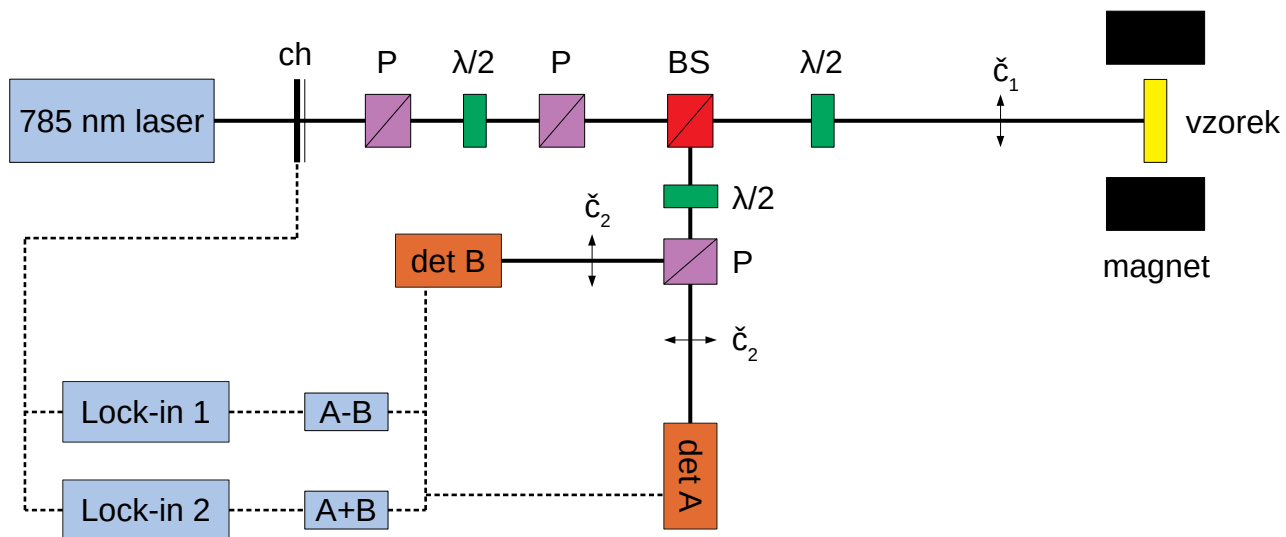 ch
P
λ/2
P
BS
λ/2
č₁
785 nm laser
vzorek
λ/2
č₂
det B
P
magnet
č₂
Lock-in 1
A-B
det A
Lock-in 2
A+B